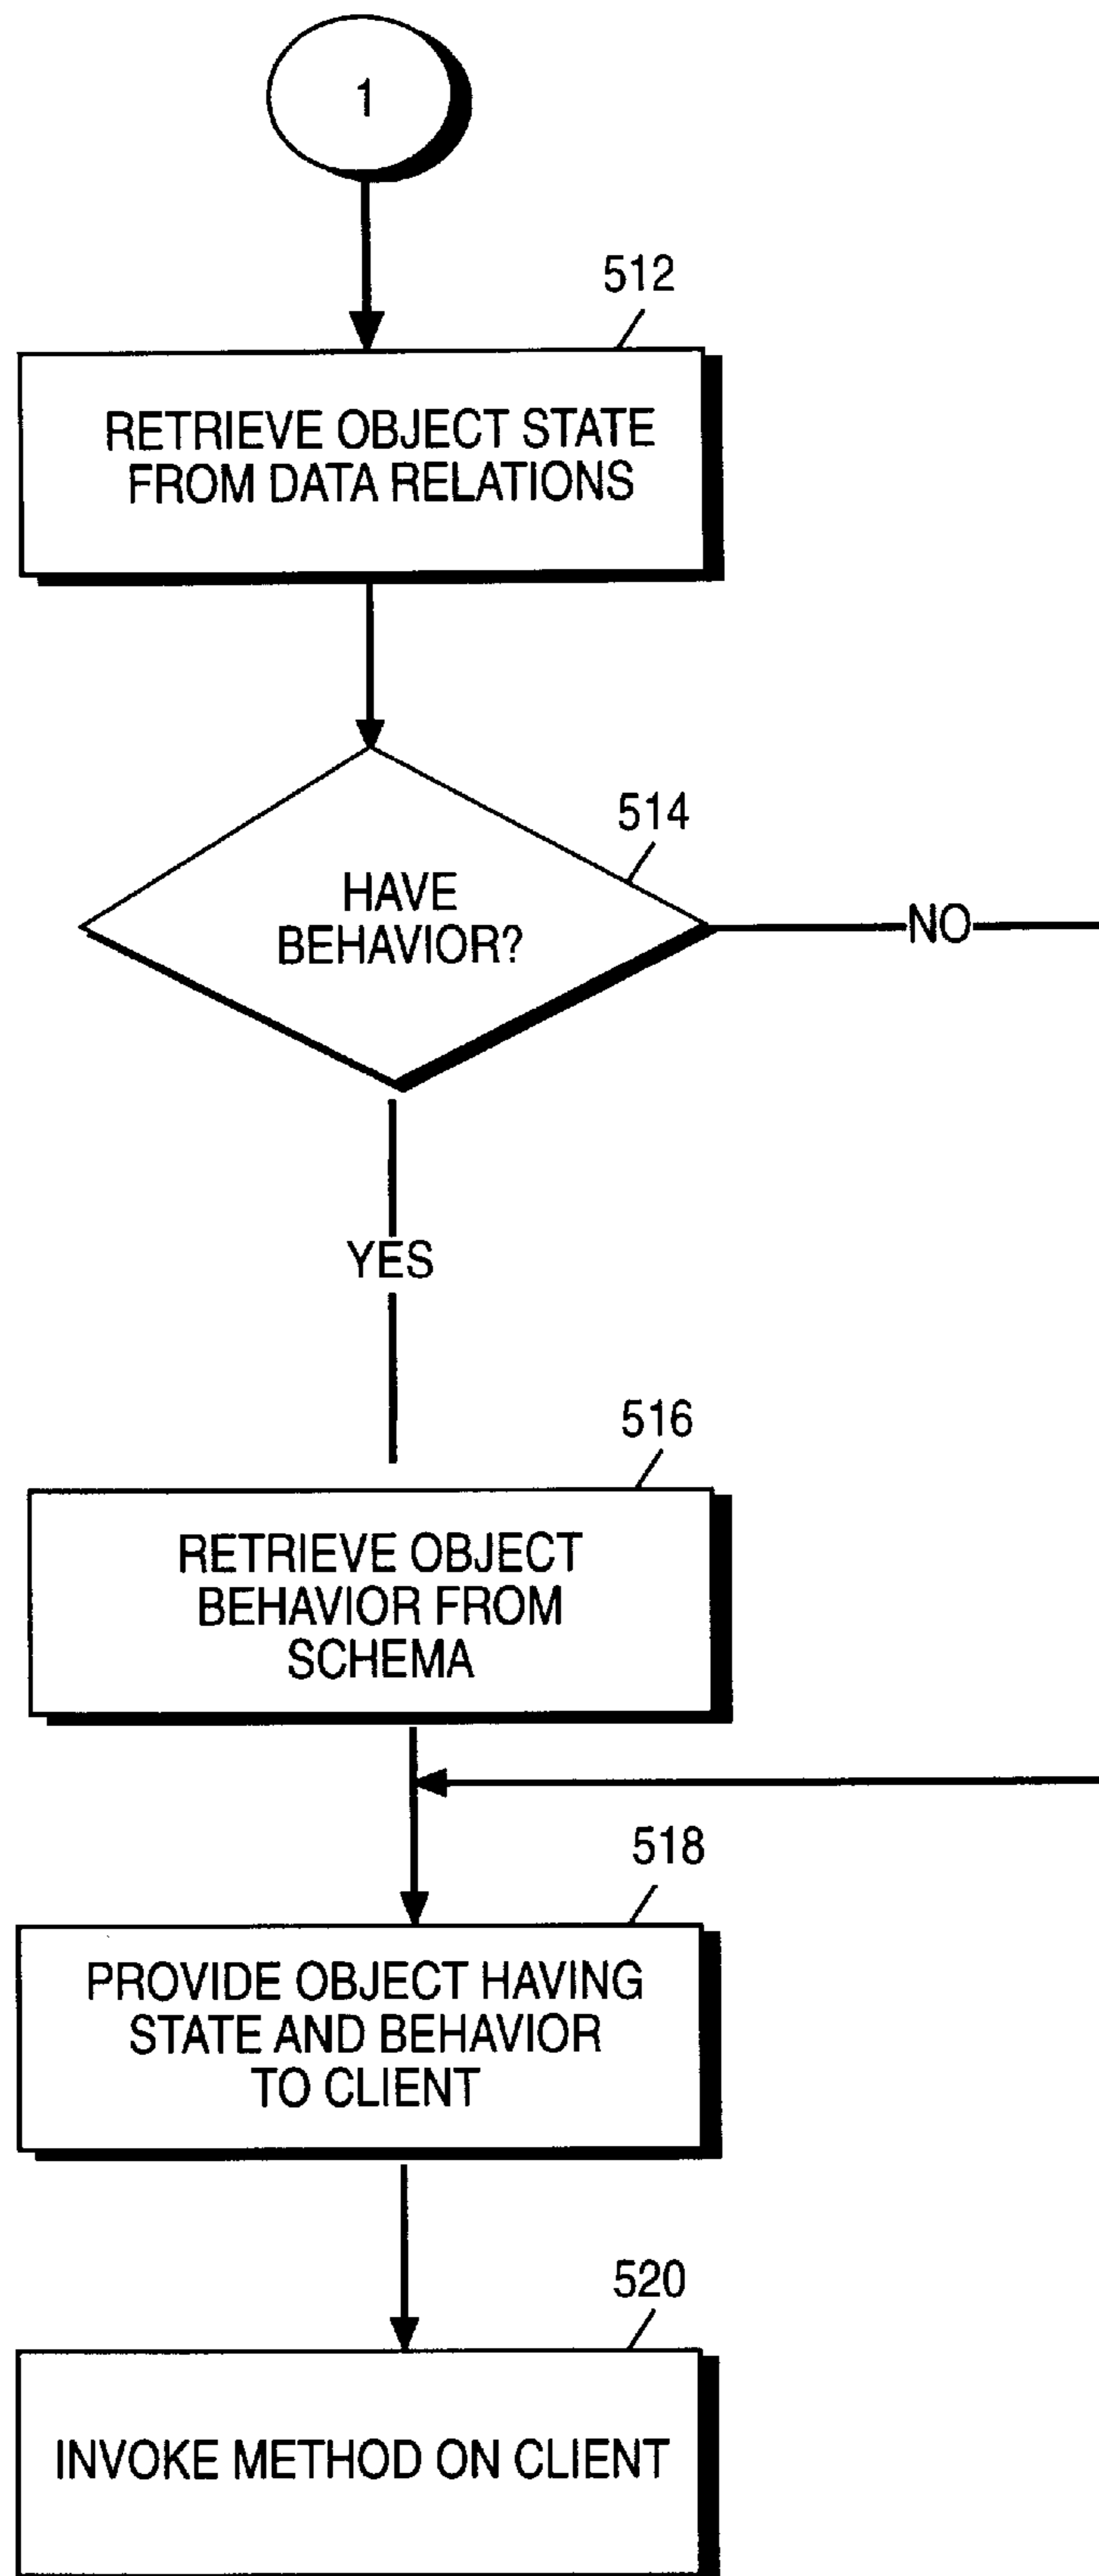 1
512
RETRIEVE OBJECT STATE
FROM DATA RELATIONS
514
HAVE
BEHAVIOR?
NO
YES
516
RETRIEVE OBJECT
BEHAVIOR FROM
SCHEMA
518
PROVIDE OBJECT HAVING
STATE AND BEHAVIOR
TO CLIENT
520
INVOKE METHOD ON CLIENT